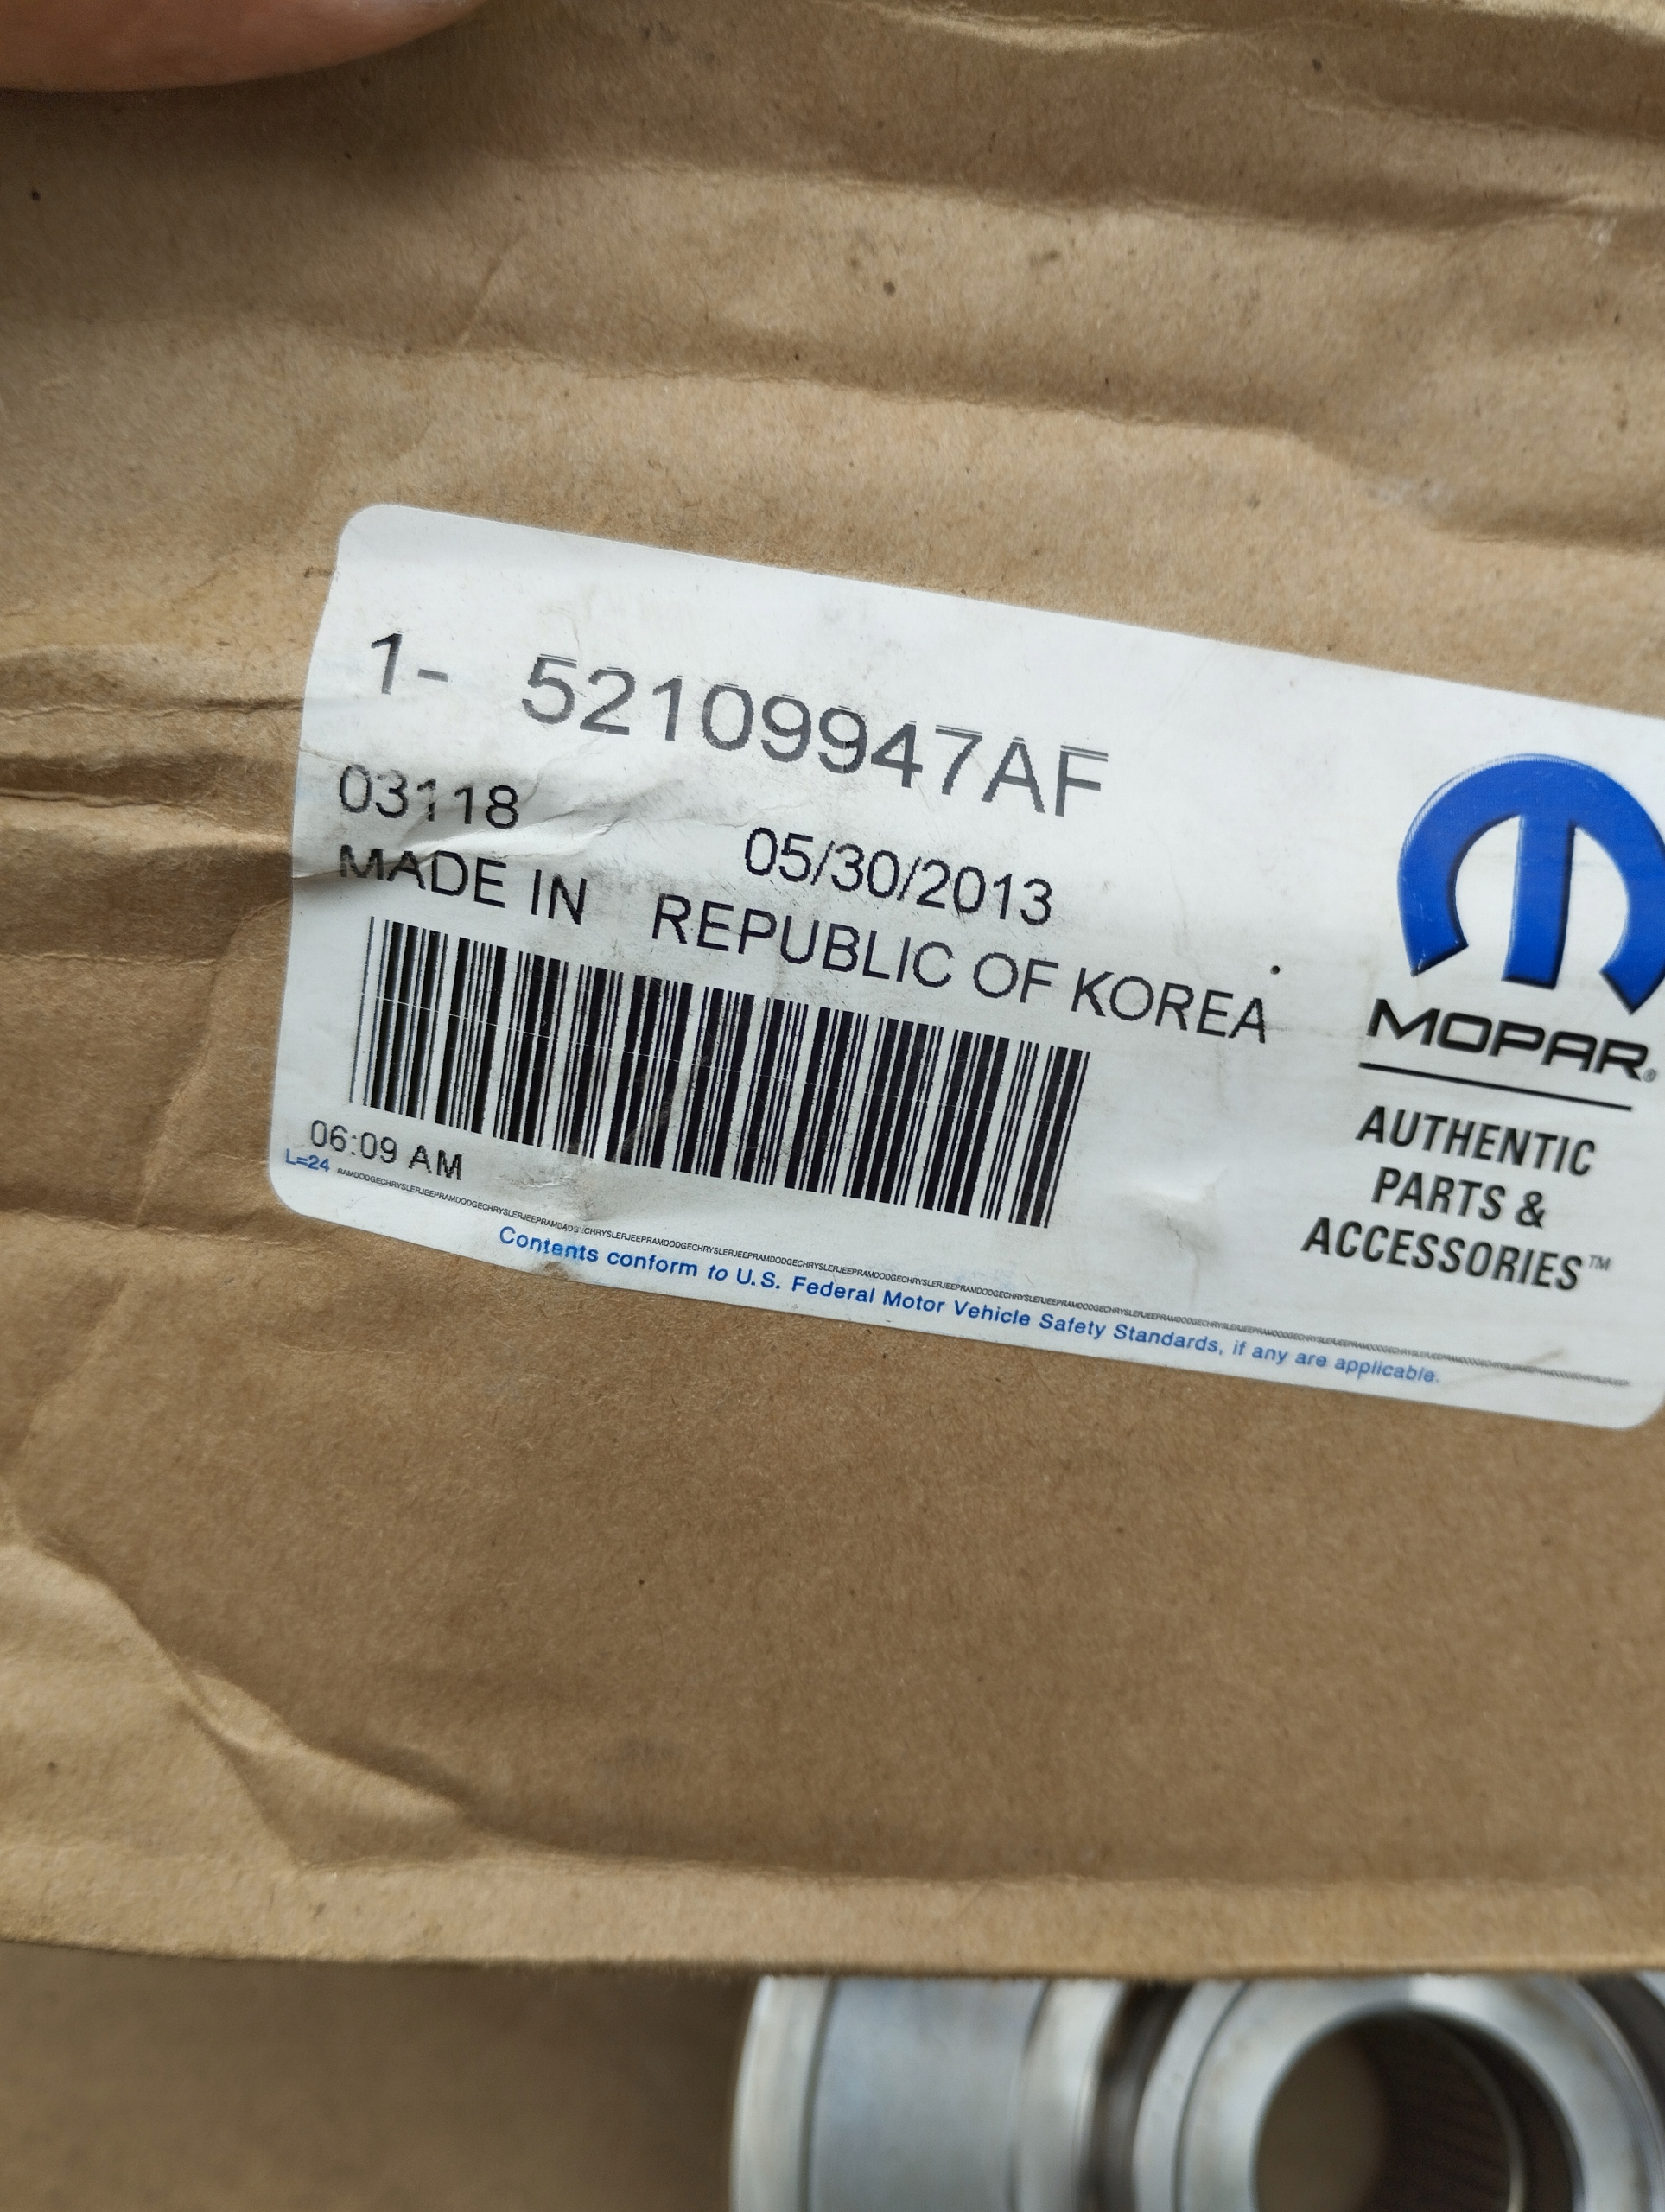 1- 52109947AF
03118 05/30/2013
MADE IN REPUBLIC OF KOREA
06:09 AM
L=24
Contents conform to U.S. Federal Motor Vehicle Safety Standards, if any are applicable.
MOPAR®
AUTHENTIC
PARTS &
ACCESSORIES™